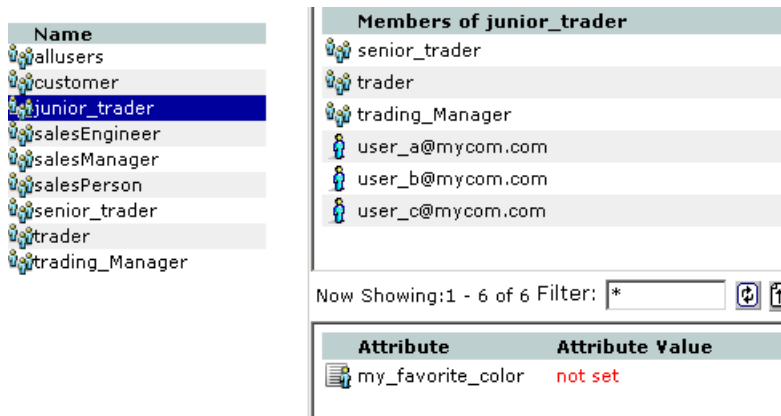 Name
allusers
customer
junior_trader
salesEngineer
salesManager
salesPerson
senior_trader
trader
trading_Manager
Members of junior_trader
senior_trader
trader
trading_Manager
user_a@mycom.com
user_b@mycom.com
user_c@mycom.com
Now Showing:1 - 6 of 6 Filter: *
Attribute Attribute Value
my_favorite_color not set